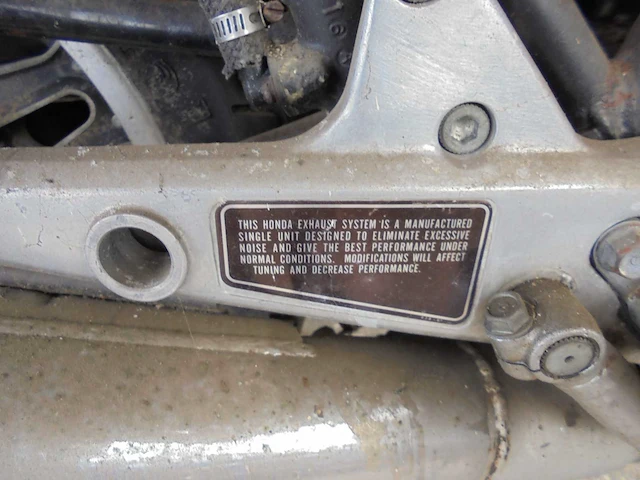 160
THIS HONDA EXHAUST SYSTEM IS A MANUFACTURED
SINGLE UNIT DESIGNED TO ELIMINATE EXCESSIVE
NOISE AND GIVE THE BEST PERFORMANCE UNDER
NORMAL CONDITIONS. MODIFICATIONS WILL AFFECT
TUNING AND DECREASE PERFORMANCE.